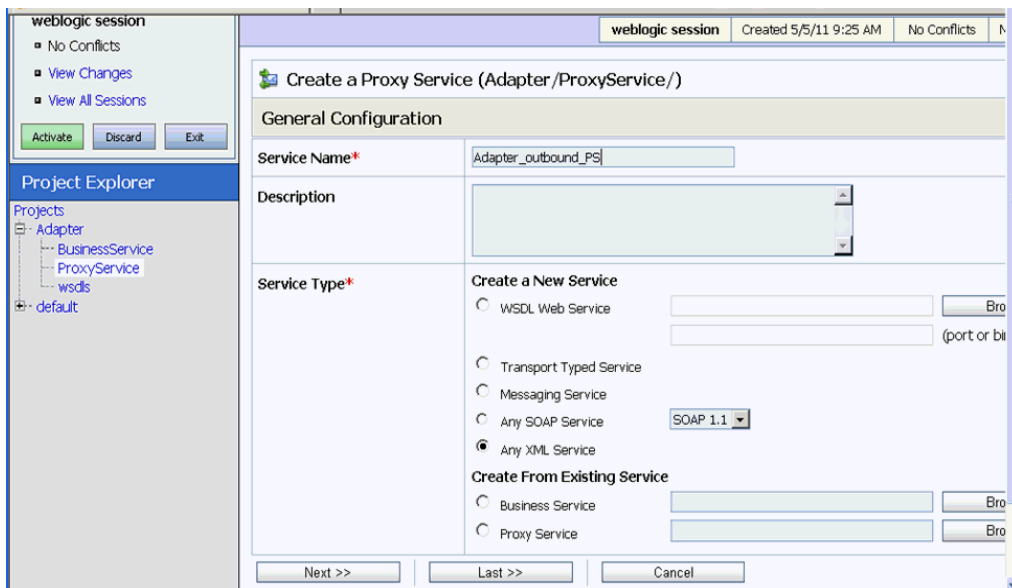 weblogic session
No Conflicts
View Changes
View All Sessions
Activate Discard Exit
Project Explorer
Projects
Adapter
BusinessService
ProxyService
wsdls
default
weblogic session Created 5/5/11 9:25 AM No Conflicts
Create a Proxy Service (Adapter/ProxyService/)
General Configuration
Service Name* Adapter_outbound_PS
Description
Service Type* Create a New Service
WSDL Web Service Bro
(port or bi
Transport Typed Service
Messaging Service
Any SOAP Service SOAP 1.1
Any XML Service
Create From Existing Service
Business Service Bro
Proxy Service Bro
Next >> Last >> Cancel